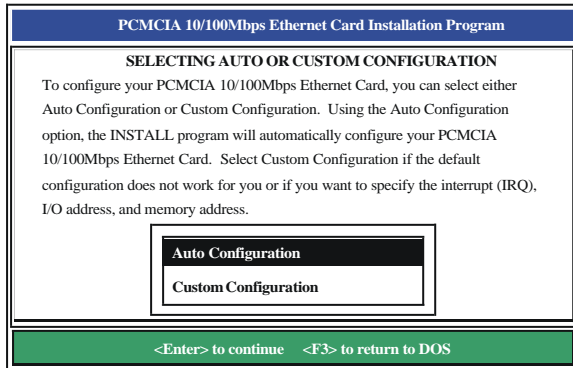 PCMCIA 10/100Mbps Ethernet Card Installation Program
SELECTING AUTO OR CUSTOM CONFIGURATION
To configure your PCMCIA 10/100Mbps Ethernet Card, you can select either
Auto Configuration or Custom Configuration.  Using the Auto Configuration
option, the INSTALL program will automatically configure your PCMCIA
10/100Mbps Ethernet Card.  Select Custom Configuration if the default
configuration does not work for you or if you want to specify the interrupt (IRQ),
I/O address, and memory address.
Auto Configuration
Custom Configuration
<Enter> to continue    <F3> to return to DOS